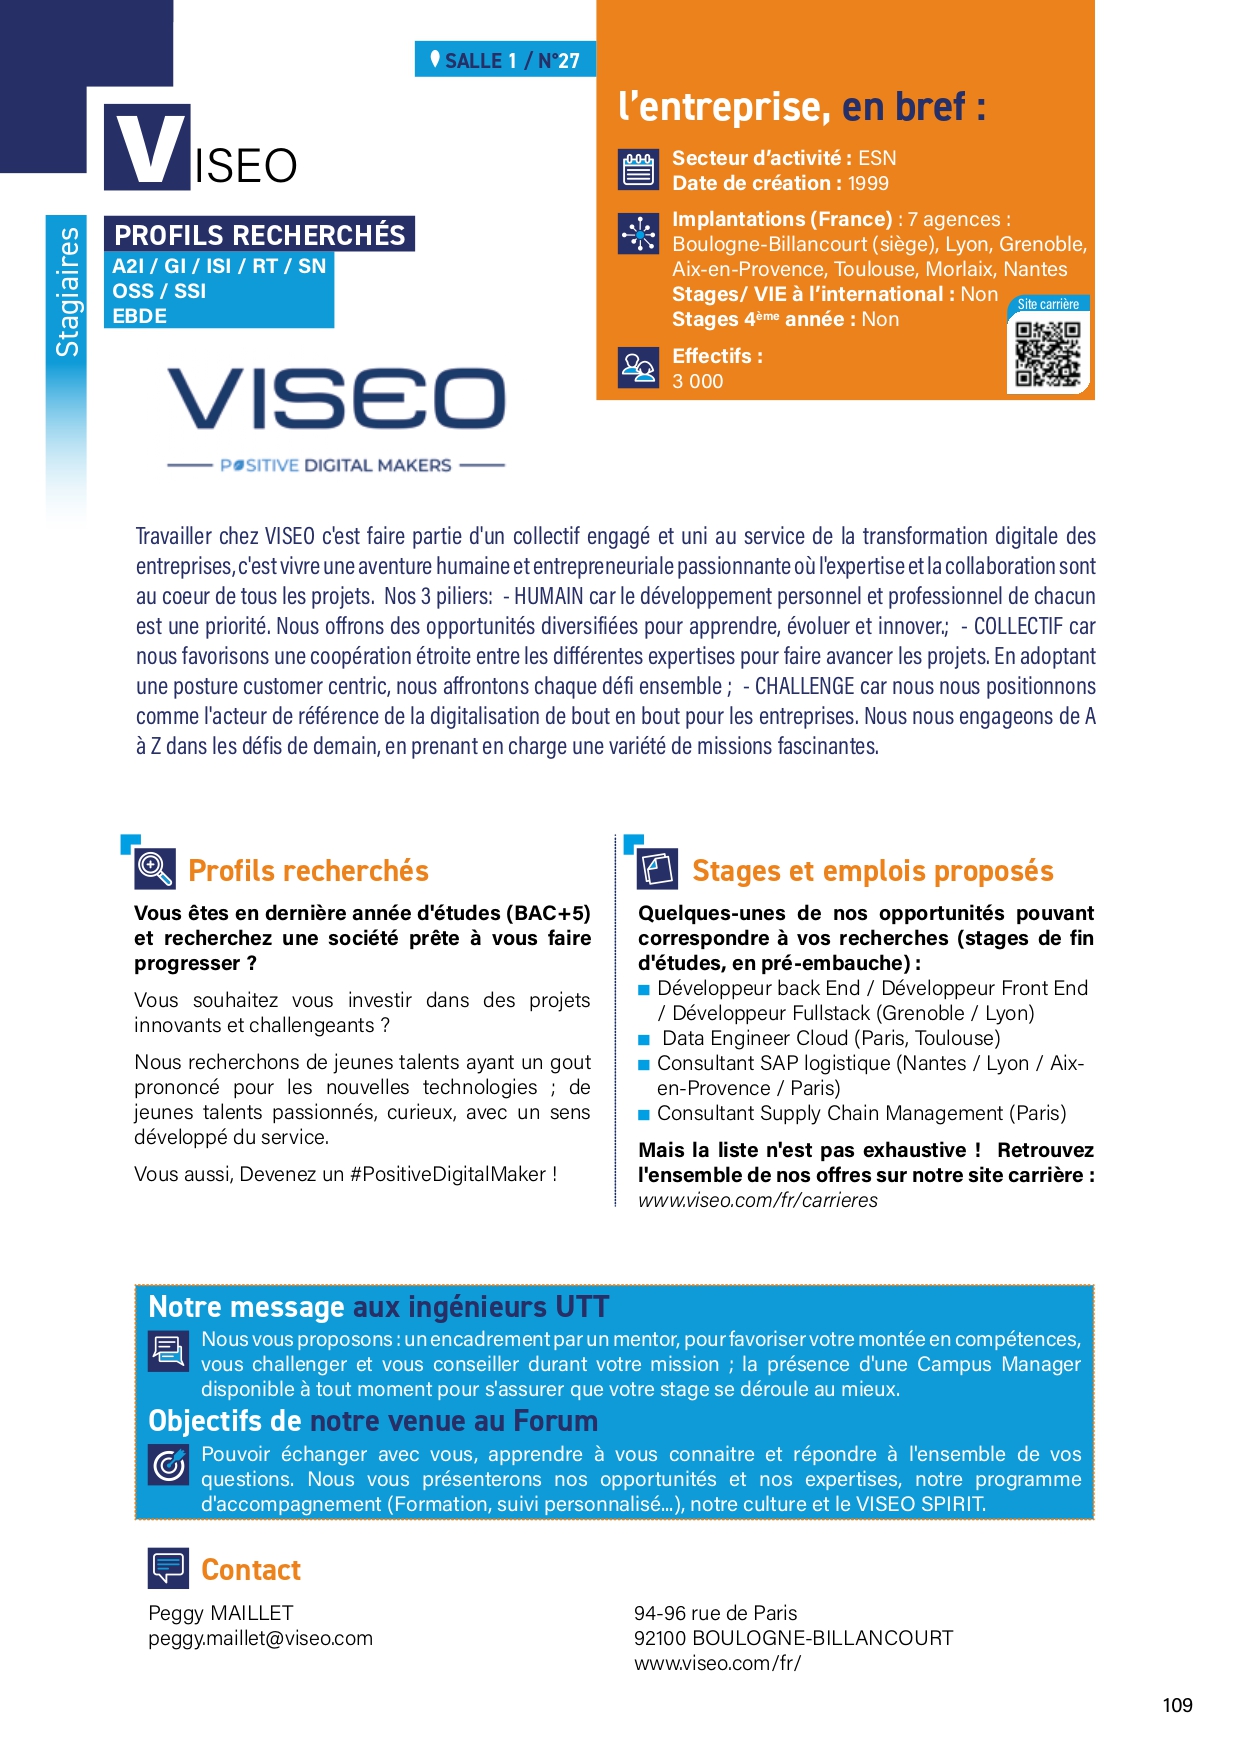 SALLE 1 / N°27
VISEO
Stagiaires
PROFILS RECHERCHÉS
A2I / GI / ISI / RT / SN
OSS / SSI
EBDE
VISEO
POSITIVE DIGITAL MAKERS
l'entreprise, en bref :
Secteur d'activité : ESN
Date de création : 1999
Implantations (France) : 7 agences :
Boulogne-Billancourt (siège), Lyon, Grenoble,
Aix-en-Provence, Toulouse, Morlaix, Nantes
Stages/ VIE à l'international : Non
Stages 4ème année : Non
Site carrière
Effectifs :
3 000
Travailler chez VISEO c'est faire partie d'un collectif engagé et uni au service de la transformation digitale des
entreprises, c'est vivre une aventure humaine et entrepreneuriale passionnante où l'expertise et la collaboration sont
au coeur de tous les projets.  Nos 3 piliers:  - HUMAIN car le développement personnel et professionnel de chacun
est une priorité. Nous offrons des opportunités diversifiées pour apprendre, évoluer et innover.;  - COLLECTIF car
nous favorisons une coopération étroite entre les différentes expertises pour faire avancer les projets. En adoptant
une posture customer centric, nous affrontons chaque défi ensemble ;  - CHALLENGE car nous nous positionnons
comme l'acteur de référence de la digitalisation de bout en bout pour les entreprises. Nous nous engageons de A
à Z dans les défis de demain, en prenant en charge une variété de missions fascinantes.
Profils recherchés
Vous êtes en dernière année d'études (BAC+5)
et recherchez une société prête à vous faire
progresser ?
Vous souhaitez vous investir dans des projets
innovants et challengeants ?
Nous recherchons de jeunes talents ayant un gout
prononcé pour les nouvelles technologies ; de
jeunes talents passionnés, curieux, avec un sens
développé du service.
Vous aussi, Devenez un #PositiveDigitalMaker !
Stages et emplois proposés
Quelques-unes de nos opportunités pouvant
correspondre à vos recherches (stages de fin
d'études, en pré-embauche) :
Développeur back End / Développeur Front End
/ Développeur Fullstack (Grenoble / Lyon)
Data Engineer Cloud (Paris, Toulouse)
Consultant SAP logistique (Nantes / Lyon / Aix-
en-Provence / Paris)
Consultant Supply Chain Management (Paris)
Mais la liste n'est pas exhaustive !  Retrouvez
l'ensemble de nos offres sur notre site carrière :
www.viseo.com/fr/carrieres
Notre message aux ingénieurs UTT
Nous vous proposons : un encadrement par un mentor, pour favoriser votre montée en compétences,
vous challenger et vous conseiller durant votre mission ; la présence d'une Campus Manager
disponible à tout moment pour s'assurer que votre stage se déroule au mieux.
Objectifs de notre venue au Forum
Pouvoir échanger avec vous, apprendre à vous connaitre et répondre à l'ensemble de vos
questions. Nous vous présenterons nos opportunités et nos expertises, notre programme
d'accompagnement (Formation, suivi personnalisé...), notre culture et le VISEO SPIRIT.
Contact
Peggy MAILLET
peggy.maillet@viseo.com
94-96 rue de Paris
92100 BOULOGNE-BILLANCOURT
www.viseo.com/fr/
109